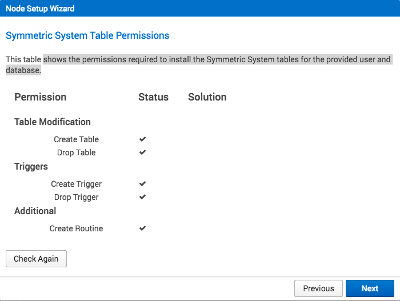 Node Setup Wizard
Symmetric System Table Permissions
This table shows the permissions required to install the Symmetric System tables for the provided user and
database.
Permission Status Solution
Table Modification
Create Table ✓
Drop Table ✓
Triggers
Create Trigger ✓
Drop Trigger ✓
Additional
Create Routine ✓
Check Again
Previous Next